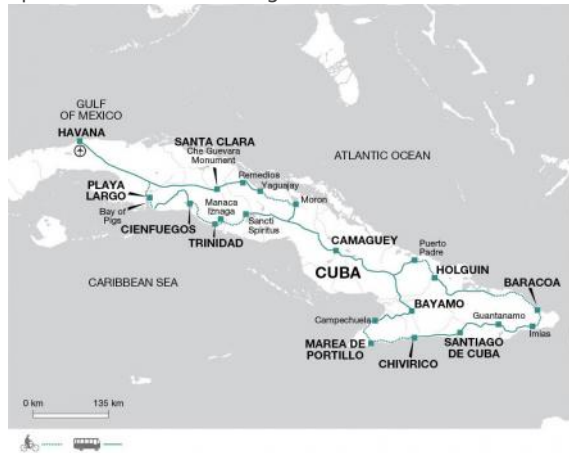 GULF
OF MEXICO
HAVANA
SANTA CLARA
Che Guevara
Monument
ATLANTIC OCEAN
Remedios
Yaguajay
Moron
PLAYA
LARGO
Bay of
Pigs
Manaca
Iznaga
CIENFUEGOS
Sancti
Spiritus
TRINIDAD
CAMAGUEY
Puerto
Padre
CUBA
HOLGUIN
CARIBBEAN SEA
BARACOA
BAYAMO
Campechuela
Guantanamo
Imias
MAREA DE
PORTILLO
SANTIAGO
DE CUBA
CHIVIRICO
0 km
135 km